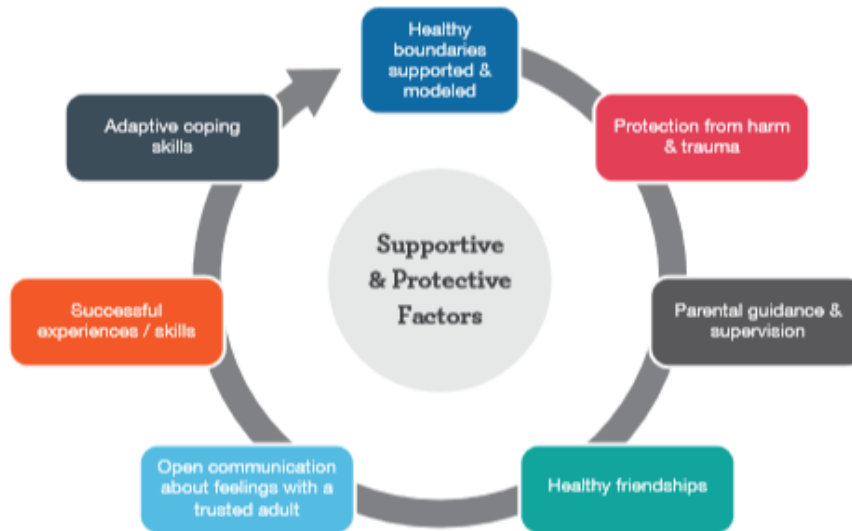 Healthy
boundaries
supported &
modeled
Protection from harm
& trauma
Parental guidance &
supervision
Healthy friendships
Open communication
about feelings with a
trusted adult
Successful
experiences / skills
Adaptive coping
skills
Supportive
& Protective
Factors